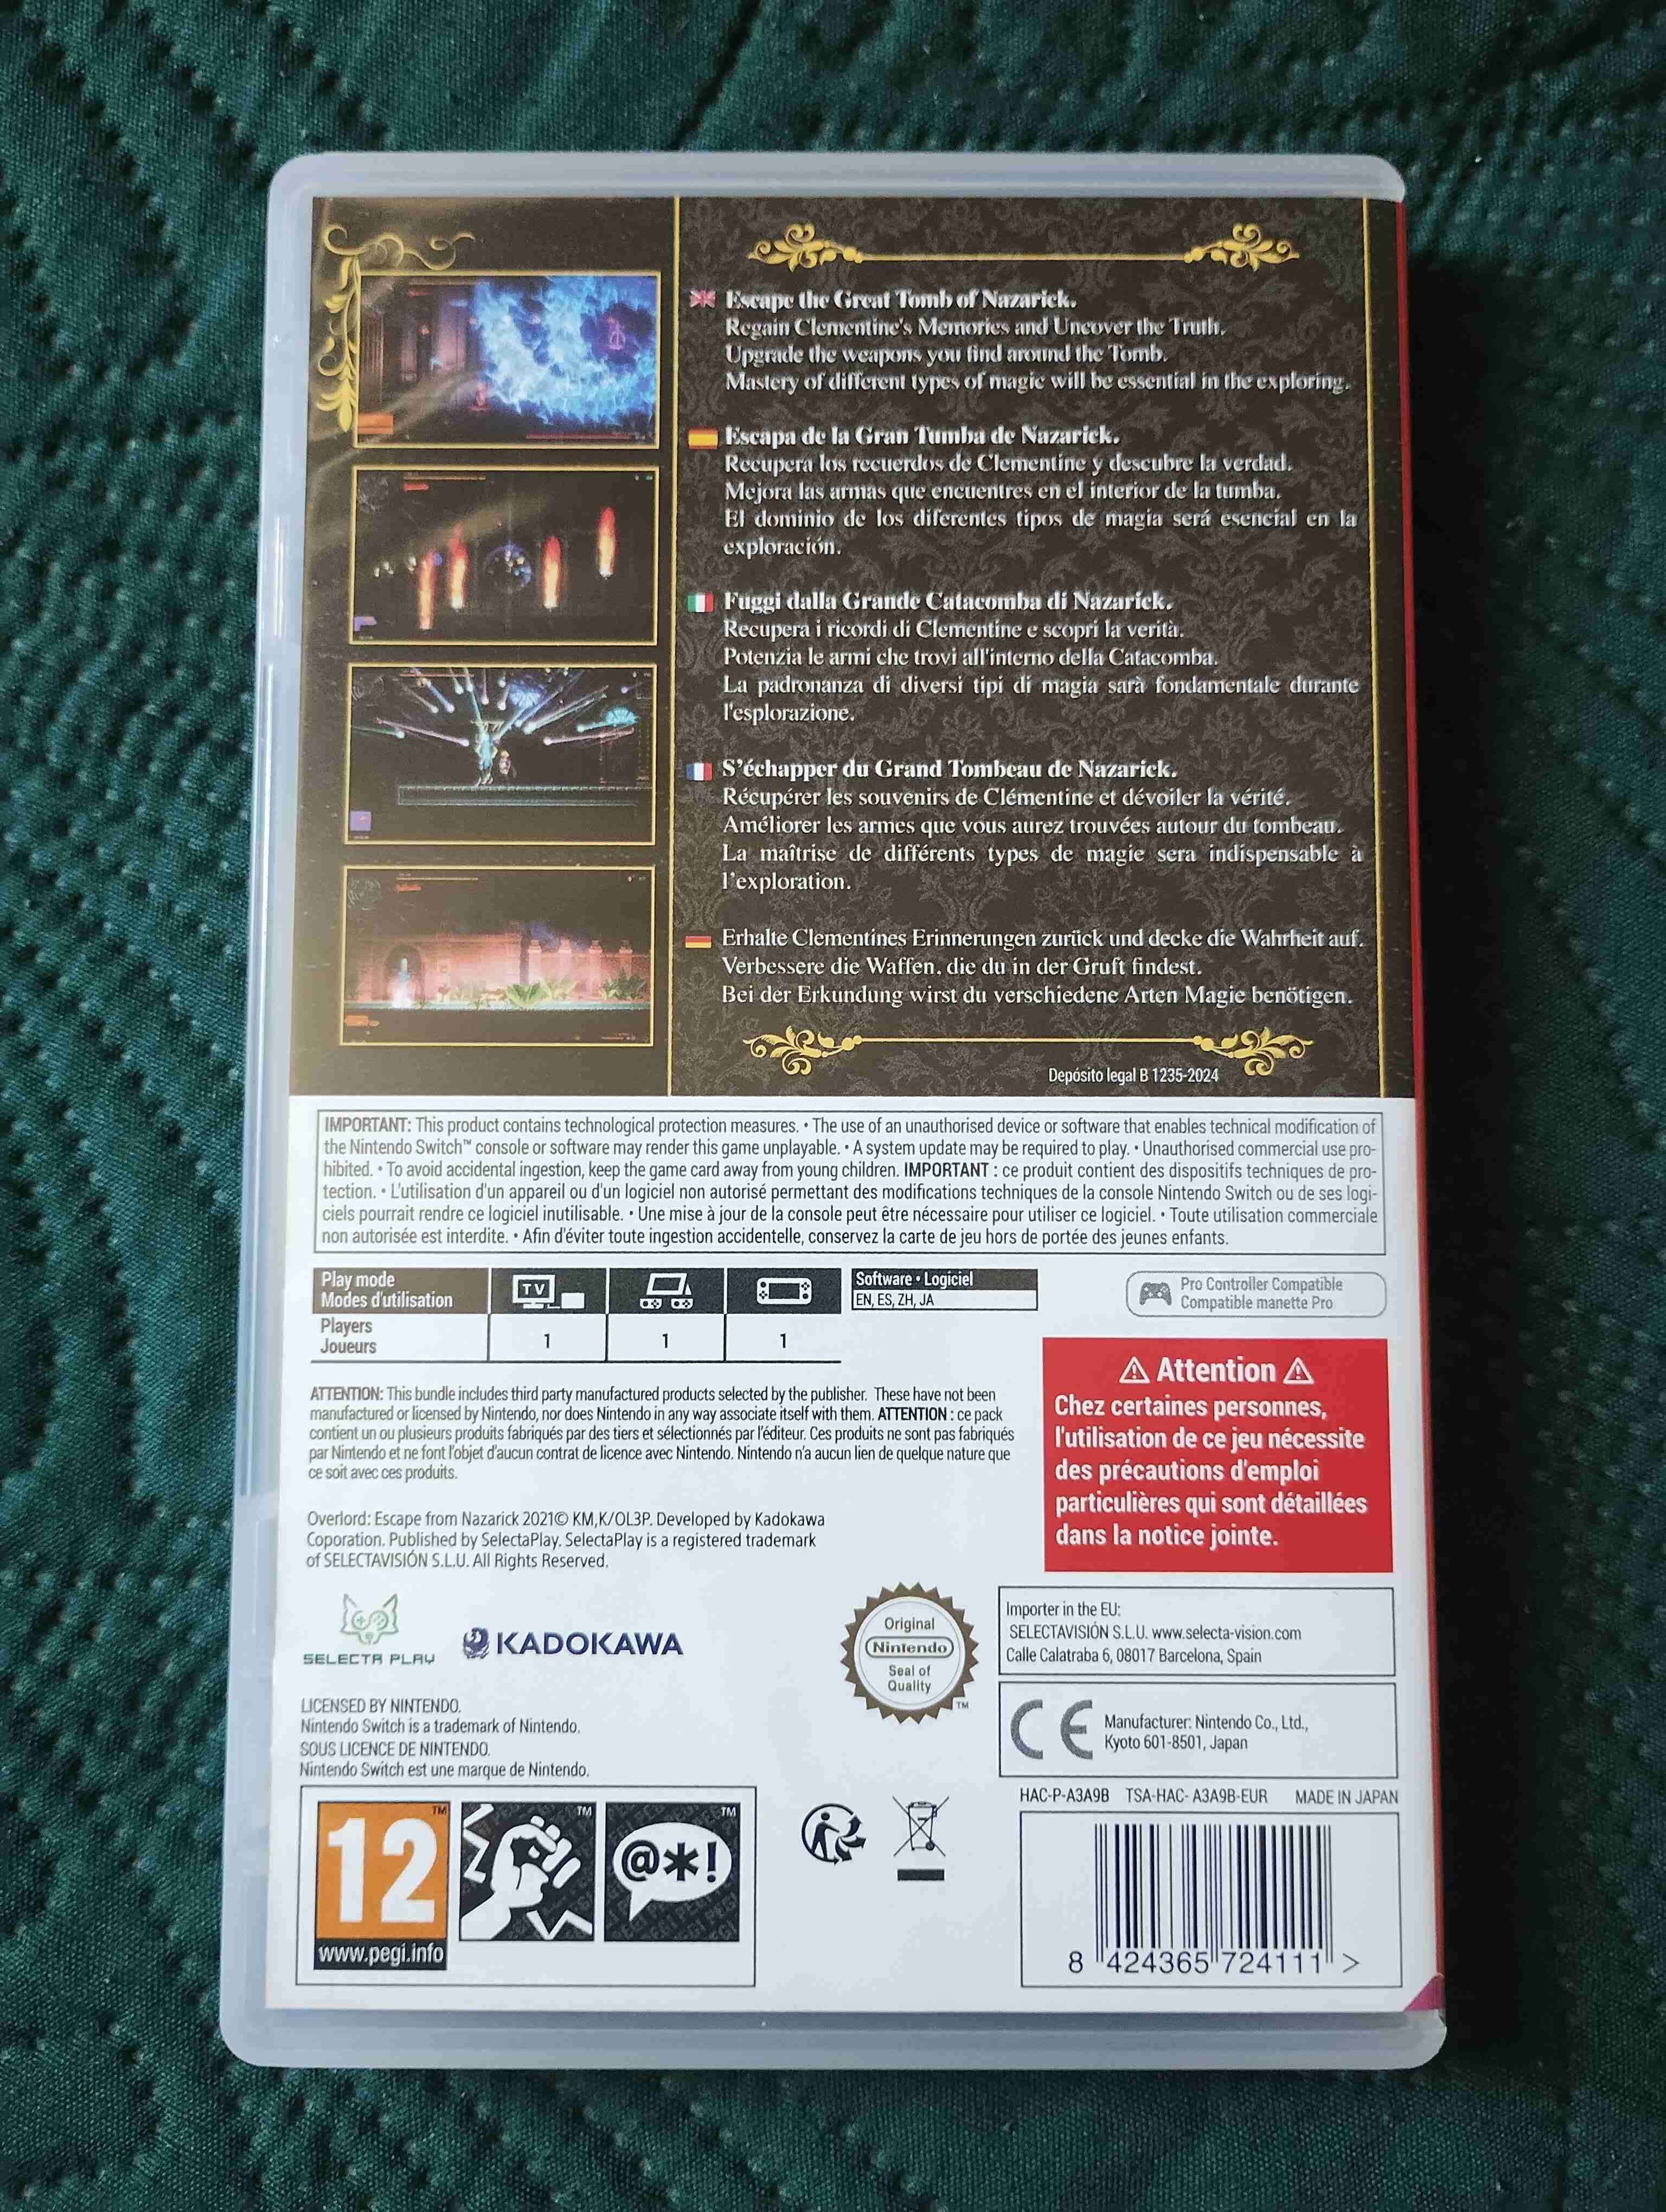 Escape the Great Tomb of Nazarick.
Regain Clementine's Memories and Uncover the Truth.
Upgrade the weapons you find around the Tomb.
Mastery of different types of magic will be essential in the exploring.
Escapa de la Gran Tumba de Nazarick.
Recupera los recuerdos de Clementine y descubre la verdad.
Mejora las armas que encuentres en el interior de la tumba.
El dominio de los diferentes tipos de magia será esencial en la
exploración.
Fuggi dalla Grande Catacomba di Nazarick.
Recupera i ricordi di Clementine e scopri la verità.
Potenzia le armi che trovi all'interno della Catacomba.
La padronanza di diversi tipi di magia sarà fondamentale durante
l'esplorazione.
S'échapper du Grand Tombeau de Nazarick.
Récupérer les souvenirs de Clémentine et dévoiler la vérité.
Améliorer les armes que vous aurez trouvées autour du tombeau.
La maîtrise de différents types de magie sera indispensable à
l'exploration.
Erhalte Clementines Erinnerungen zurück und decke die Wahrheit auf.
Verbessere die Waffen, die du in der Gruft findest.
Bei der Erkundung wirst du verschiedene Arten Magie benötigen.
Depósito legal B 1235-2024
IMPORTANT: This product contains technological protection measures. • The use of an unauthorised device or software that enables technical modification of
the Nintendo Switch™ console or software may render this game unplayable. • A system update may be required to play. • Unauthorised commercial use pro-
hibited. • To avoid accidental ingestion, keep the game card away from young children. IMPORTANT : ce produit contient des dispositifs techniques de pro-
tection. • L'utilisation d'un appareil ou d'un logiciel non autorisé permettant des modifications techniques de la console Nintendo Switch ou de ses logi-
ciels pourrait rendre ce logiciel inutilisable. • Une mise à jour de la console peut être nécessaire pour utiliser ce logiciel. • Toute utilisation commerciale
non autorisée est interdite. • Afin d'éviter toute ingestion accidentelle, conservez la carte de jeu hors de portée des jeunes enfants.
Play mode
Modes d'utilisation
TV
Players
Joueurs
1 1 1
Software • Logiciel
EN, ES, ZH, JA
Pro Controller Compatible
Compatible manette Pro
ATTENTION: This bundle includes third party manufactured products selected by the publisher. These have not been
manufactured or licensed by Nintendo, nor does Nintendo in any way associate itself with them. ATTENTION : ce pack
contient un ou plusieurs produits fabriqués par des tiers et sélectionnés par l'éditeur. Ces produits ne sont pas fabriqués
par Nintendo et ne font l'objet d'aucun contrat de licence avec Nintendo. Nintendo n'a aucun lien de quelque nature que
ce soit avec ces produits.
Attention
Chez certaines personnes,
l'utilisation de ce jeu nécessite
des précautions d'emploi
particulières qui sont détaillées
dans la notice jointe.
Overlord: Escape from Nazarick 2021© KM,K/OL3P. Developed by Kadokawa
Coporation. Published by SelectaPlay. SelectaPlay is a registered trademark
of SELECTAVISIÓN S.L.U. All Rights Reserved.
SELECTA PLAY
KADOKAWA
Original
Nintendo
Seal of
Quality
TM
Importer in the EU:
SELECTAVISIÓN S.L.U. www.selecta-vision.com
Calle Calatraba 6, 08017 Barcelona, Spain
CE
Manufacturer: Nintendo Co., Ltd.,
Kyoto 601-8501, Japan
LICENSED BY NINTENDO.
Nintendo Switch is a trademark of Nintendo.
SOUS LICENCE DE NINTENDO.
Nintendo Switch est une marque de Nintendo.
HAC-P-A3A9B TSA-HAC- A3A9B-EUR MADE IN JAPAN
12
TM
www.pegi.info
TM
@*!
TM
8 424365 724111 >